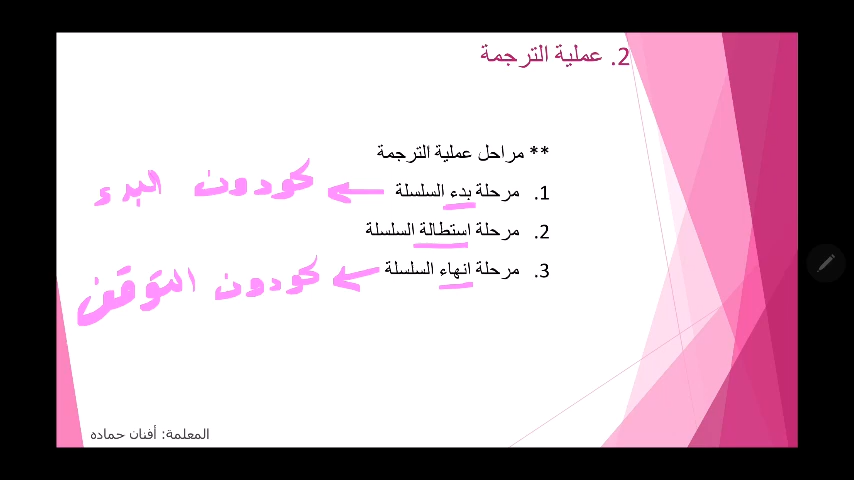 2. عملية الترجمة
** مراحل عملية الترجمة
1. مرحلة بدء السلسلة ← كودون البدء
2. مرحلة استطالة السلسلة
3. مرحلة انهاء السلسلة ← كودون التوقف
المعلمة: أفنان حماده